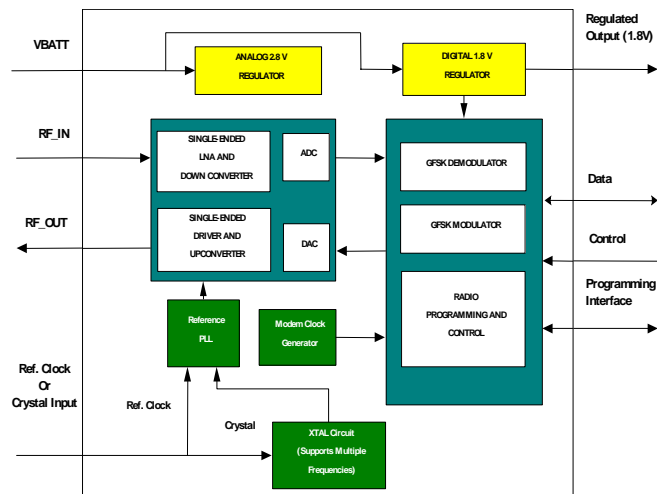 Regulated
Output (1.8V)
VBATT
ANALOG 2.8 V
REGULATOR
DIGITAL 1.8 V
REGULATOR
RF_IN
SINGLE-ENDED
LNA AND
DOWN CONVERTER
ADC
GFSK DEMODULATOR
Data
RF_OUT
SINGLE-ENDED
DRIVER AND
UPCONVERTER
DAC
GFSK MODULATOR
Control
RADIO
PROGRAMMING AND
CONTROL
Programming
Interface
Reference
PLL
Modem Clock
Generator
Ref. Clock
Or
Crystal Input
Ref. Clock
Crystal
XTAL Circuit
(Supports Multiple
Frequencies)